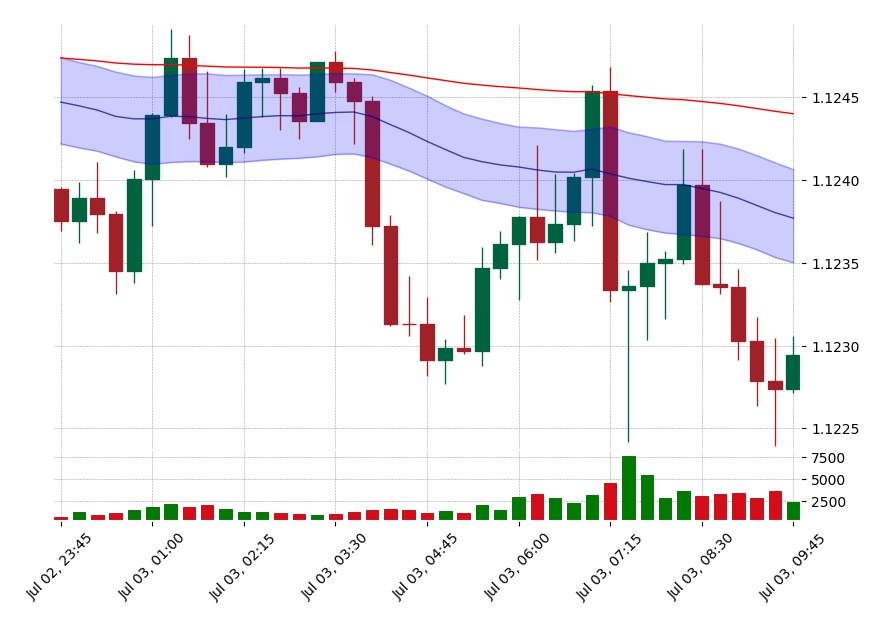 1.1245
1.1240
1.1235
1.1230
1.1225
7500
5000
2500
Jul 02, 23:45
Jul 03, 01:00
Jul 03, 02:15
Jul 03, 03:30
Jul 03, 04:45
Jul 03, 06:00
Jul 03, 07:15
Jul 03, 08:30
Jul 03, 09:45